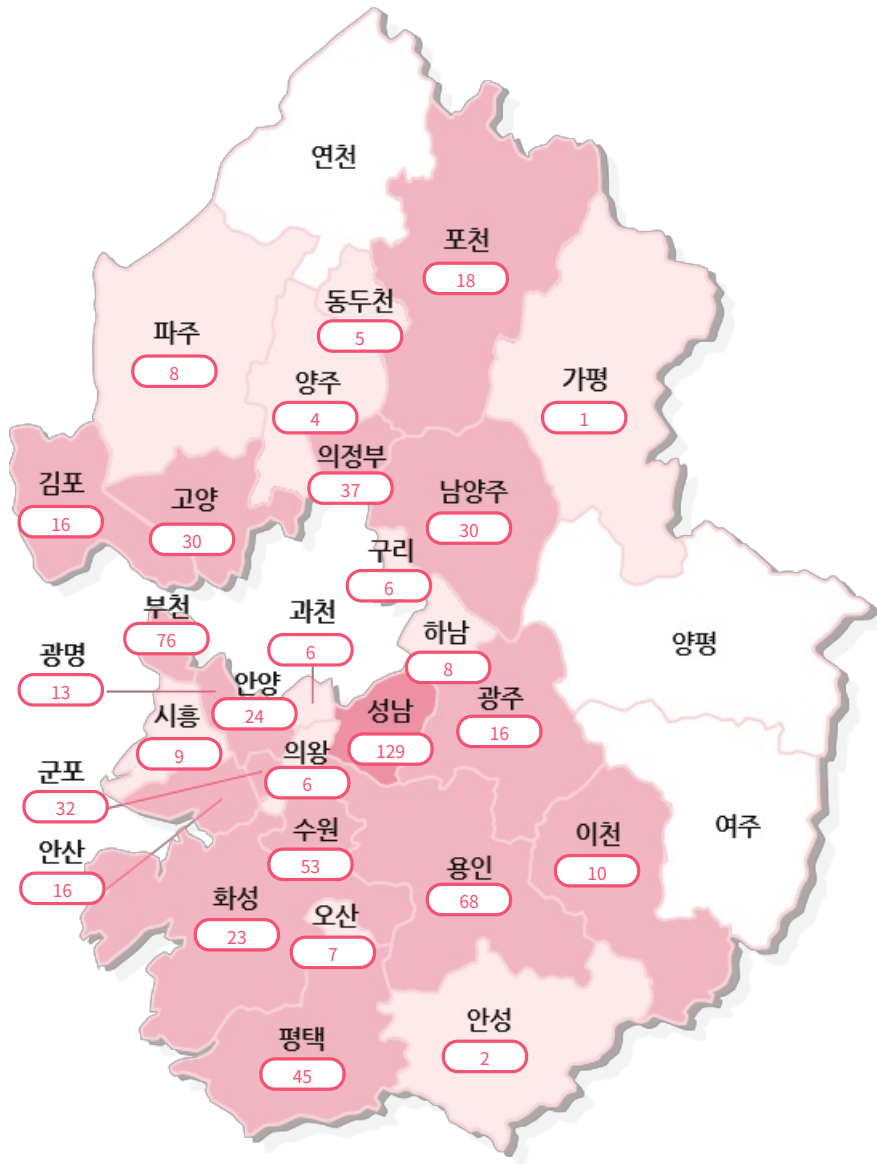 연천
포천
18
동두천
5
파주
8
양주
4
가평
1
의정부
37
김포
16
고양
30
남양주
30
구리
6
부천
76
과천
6
하남
8
양평
광명
13
안양
24
시흥
9
성남
129
광주
16
의왕
6
군포
32
수원
53
이천
10
여주
안산
16
화성
23
용인
68
오산
7
안성
2
평택
45